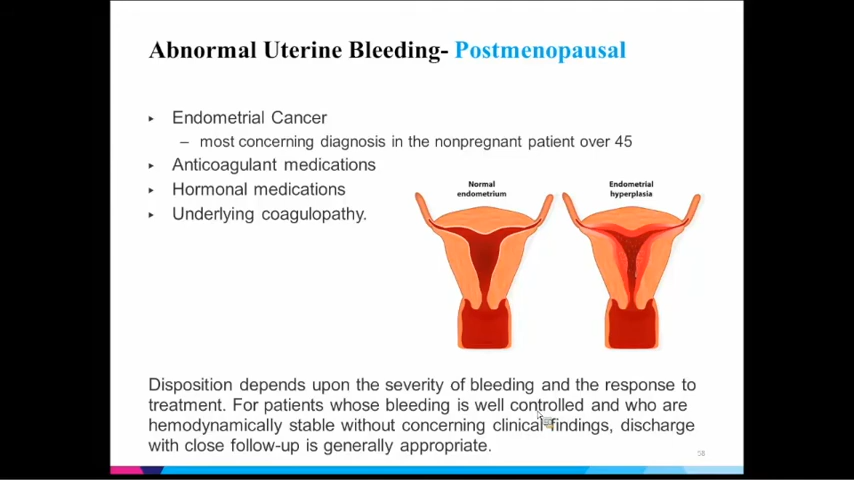 Abnormal Uterine Bleeding- Postmenopausal
▸ Endometrial Cancer
– most concerning diagnosis in the nonpregnant patient over 45
▸ Anticoagulant medications
▸ Hormonal medications
▸ Underlying coagulopathy.
Normal
endometrium
Endometrial
hyperplasia
Disposition depends upon the severity of bleeding and the response to
treatment. For patients whose bleeding is well controlled and who are
hemodynamically stable without concerning clinical findings, discharge
with close follow-up is generally appropriate.
58